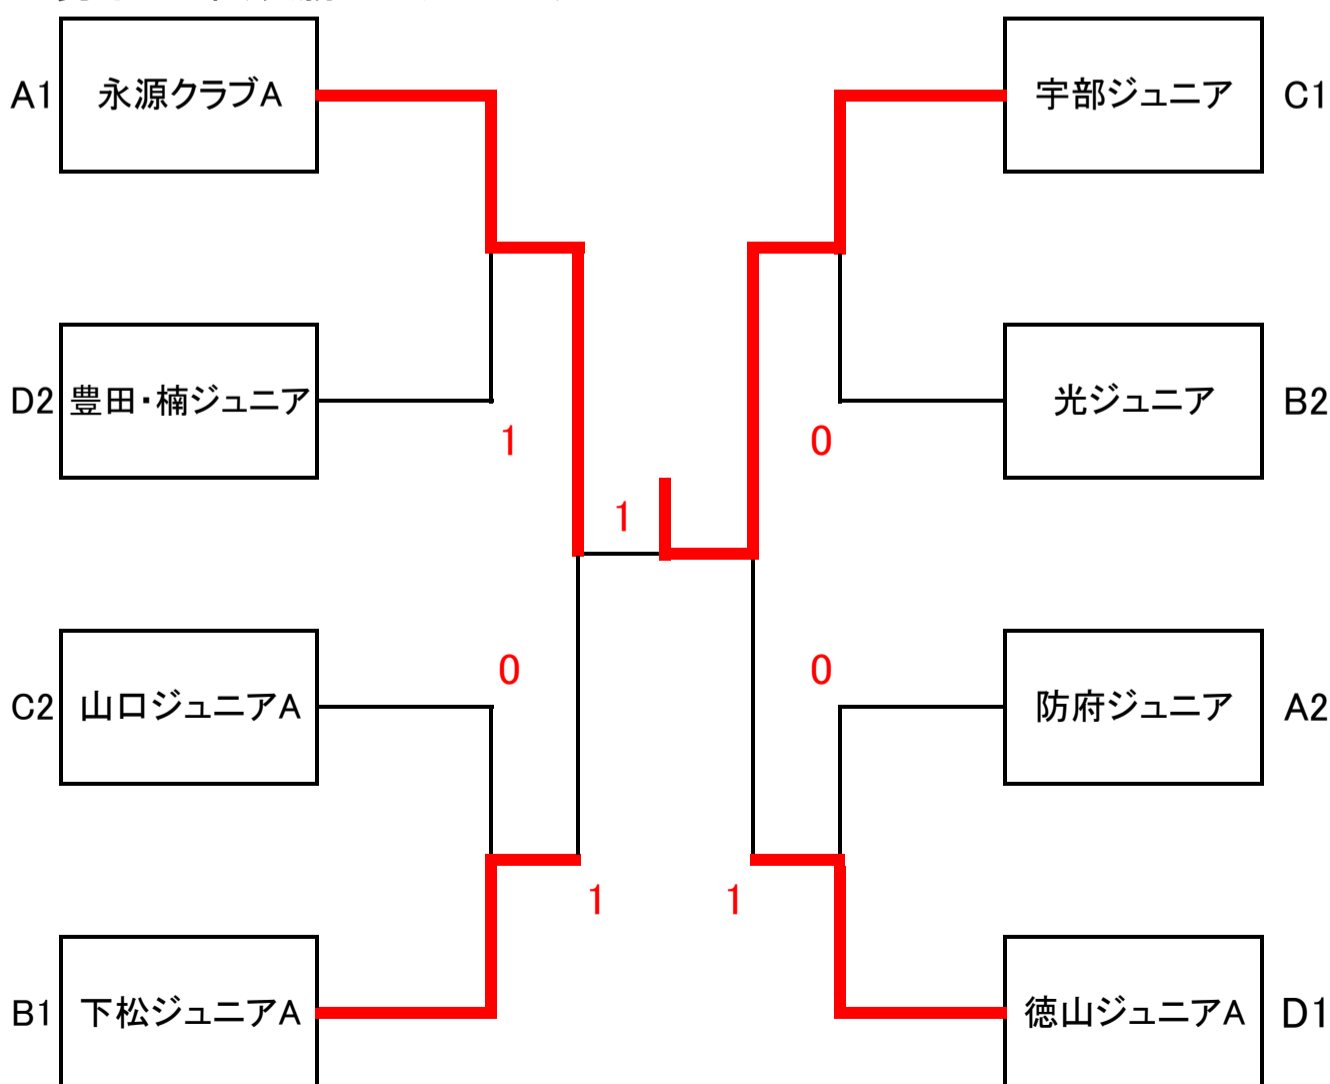 A1 永源クラブA 宇部ジュニア C1
D2 豊田・楠ジュニア 光ジュニア B2
1 0
1
0 0
C2 山口ジュニアA 防府ジュニア A2
1 1
B1 下松ジュニアA 徳山ジュニアA D1